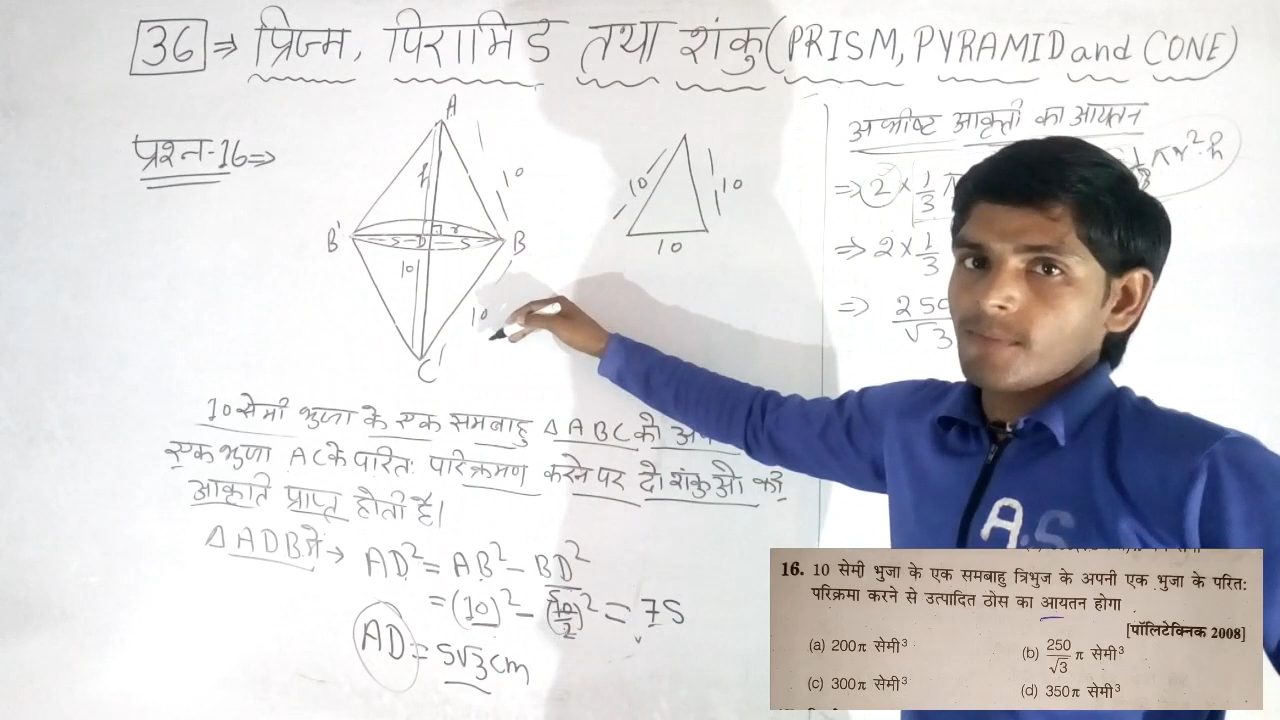 36 ⇒ प्रिज्म, पिरामिड तथा शंकु (PRISM, PYRAMID and CONE)
प्रश्न-16⇒
A
h
10
B'
5 D r 5
B
10
10
C
10
10
10
अभीष्ट आकृती का आयतन
⇒ 2 × 1/3 π
1/3 πr².h
⇒ 2 × 1/3
⇒ 250/√3
10 सेमी भुजा के एक समबाहु ΔABC को
एक भुजा AC के परितः परिक्रमण करने पर दो शंकुओ की
आकृति प्राप्त होती है।
ΔADB में → AD² = AB² − BD²
= (10)² − (10/2)² = 75
AD = 5√3 cm
A.S.
16. 10 सेमी भुजा के एक समबाहु त्रिभुज के अपनी एक भुजा के परितः
परिक्रमा करने से उत्पादित ठोस का आयतन होगा
[पॉलिटेक्निक 2008]
(a) 200π सेमी³ (b) 250/√3 π सेमी³
(c) 300π सेमी³ (d) 350π सेमी³